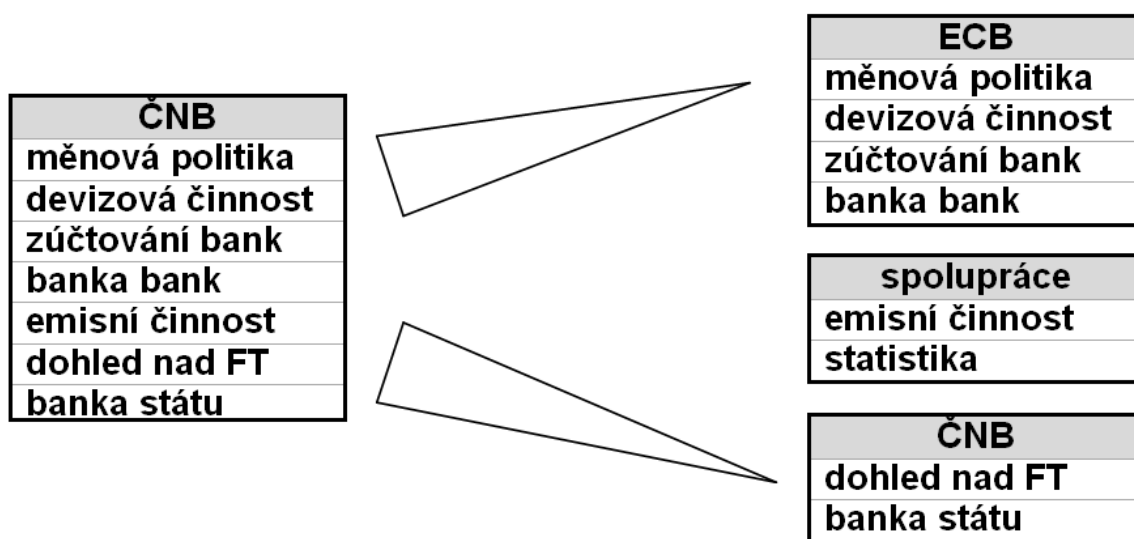 ČNB
měnová politika
devizová činnost
zúčtování bank
banka bank
emisní činnost
dohled nad FT
banka státu
ECB
měnová politika
devizová činnost
zúčtování bank
banka bank
spolupráce
emisní činnost
statistika
ČNB
dohled nad FT
banka státu